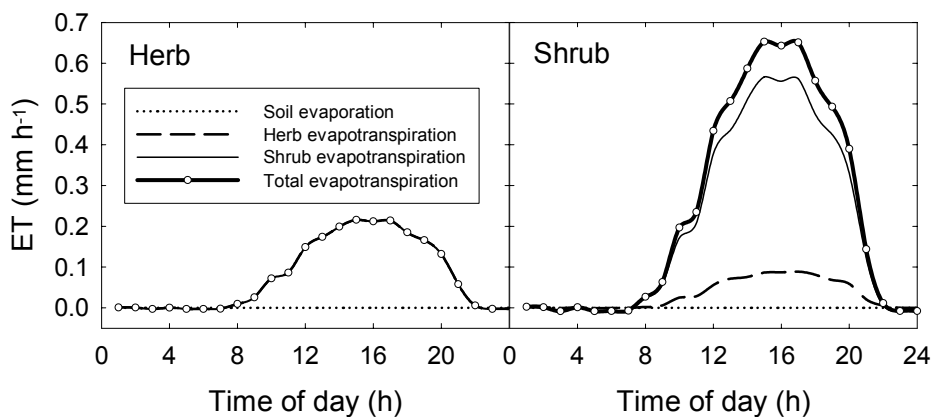 0.7
0.6
0.5
0.4
0.3
0.2
0.1
0.0
ET (mm h-1)
Herb
Soil evaporation
Herb evapotranspiration
Shrub evapotranspiration
Total evapotranspiration
Shrub
0 4 8 12 16 20 0 4 8 12 16 20 24
Time of day (h) Time of day (h)